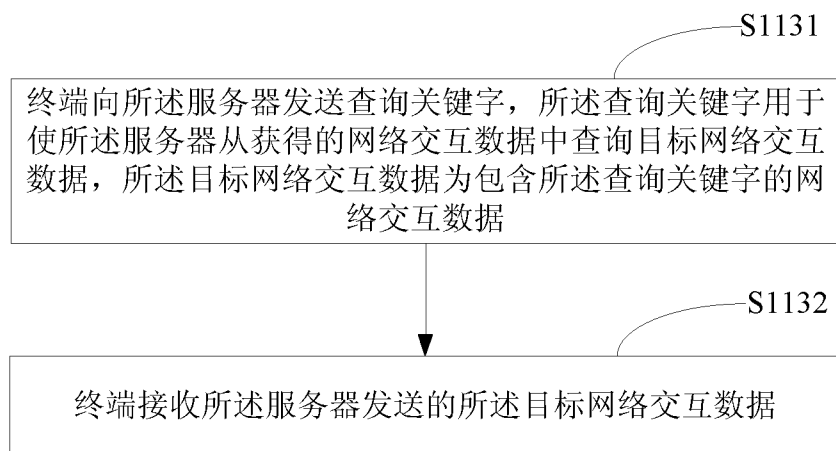 S1131
终端向所述服务器发送查询关键字，所述查询关键字用于
使所述服务器从获得的网络交互数据中查询目标网络交互
数据，所述目标网络交互数据为包含所述查询关键字的网
络交互数据
S1132
终端接收所述服务器发送的所述目标网络交互数据